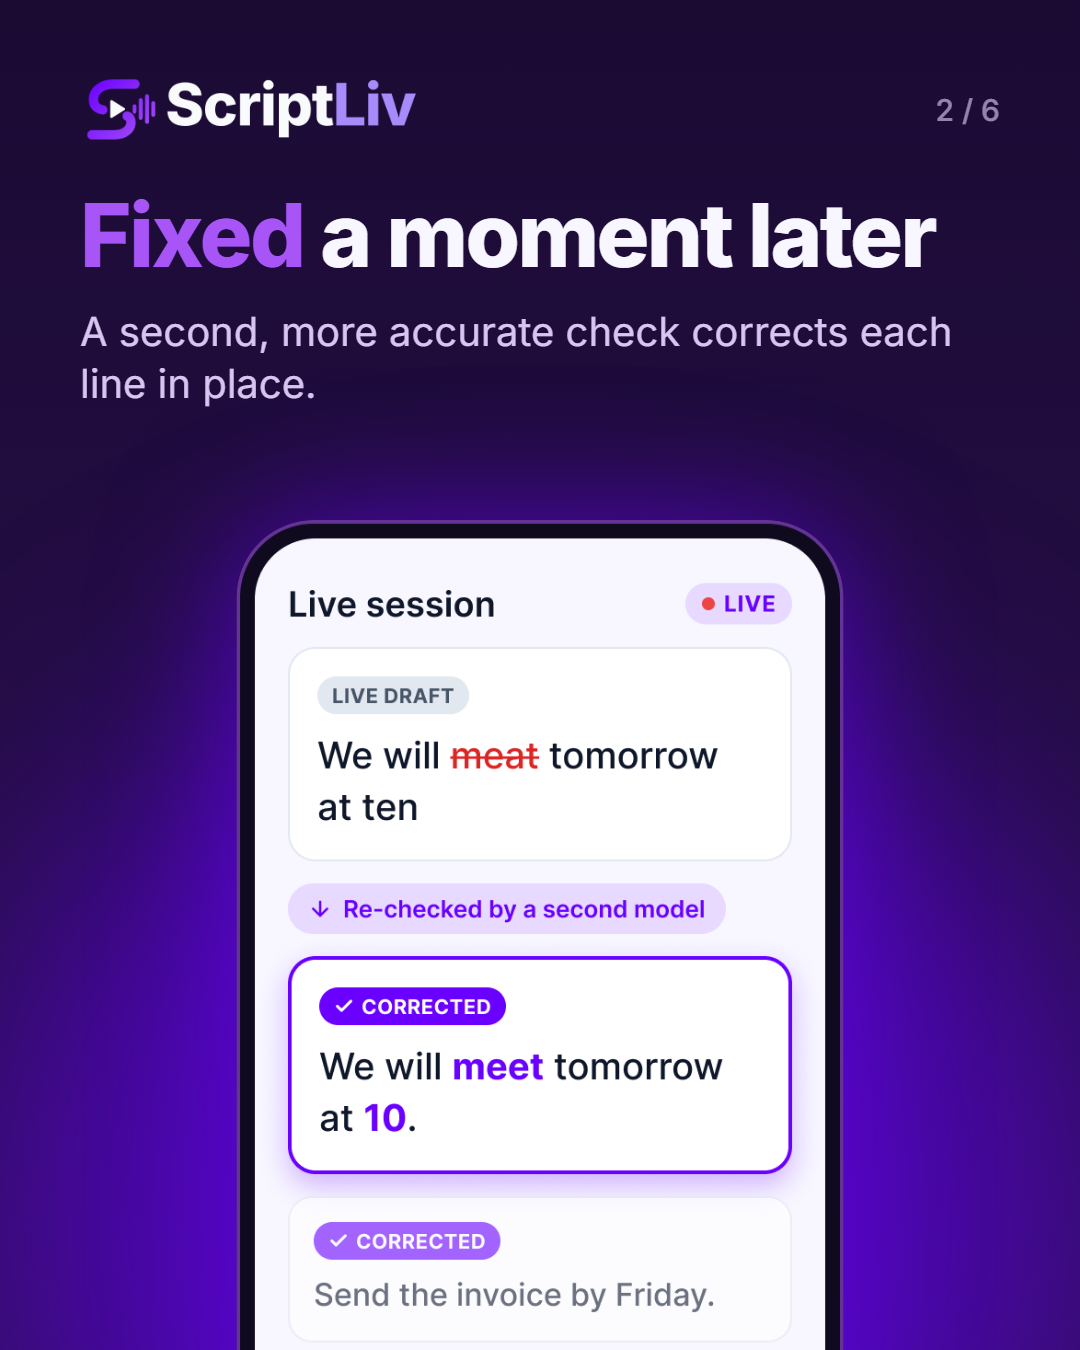 ScriptLiv
2 / 6
Fixed a moment later
A second, more accurate check corrects each
line in place.
Live session
LIVE
LIVE DRAFT
We will meat tomorrow
at ten
Re-checked by a second model
CORRECTED
We will meet tomorrow
at 10.
CORRECTED
Send the invoice by Friday.